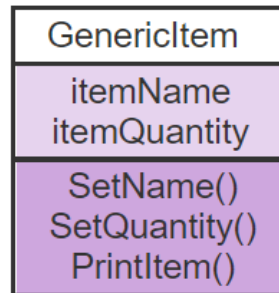 GenericItem
itemName
itemQuantity
SetName()
SetQuantity()
PrintItem()